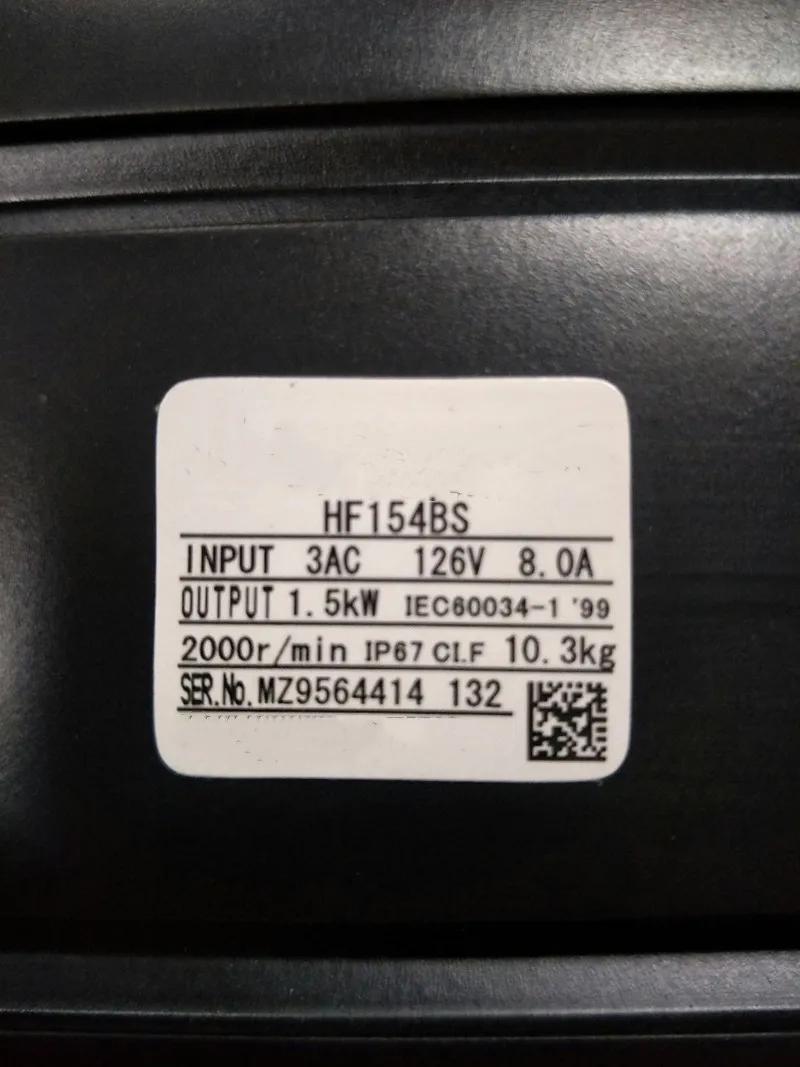 HF154BS
INPUT 3AC 126V 8.0A
OUTPUT 1.5kW IEC60034-1 '99
2000r/min IP67 CI.F 10.3kg
SER.No.MZ9564414 132